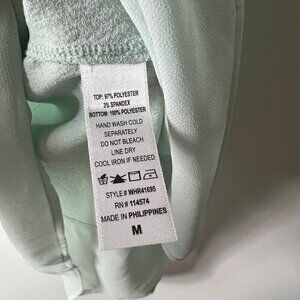 TOP: 97% POLYESTER
3% SPANDEX
BOTTOM: 100% POLYESTER
HAND WASH COLD
SEPARATELY
DO NOT BLEACH
LINE DRY
COOL IRON IF NEEDED
STYLE # WHR41695
RN # 114574
MADE IN PHILIPPINES
M